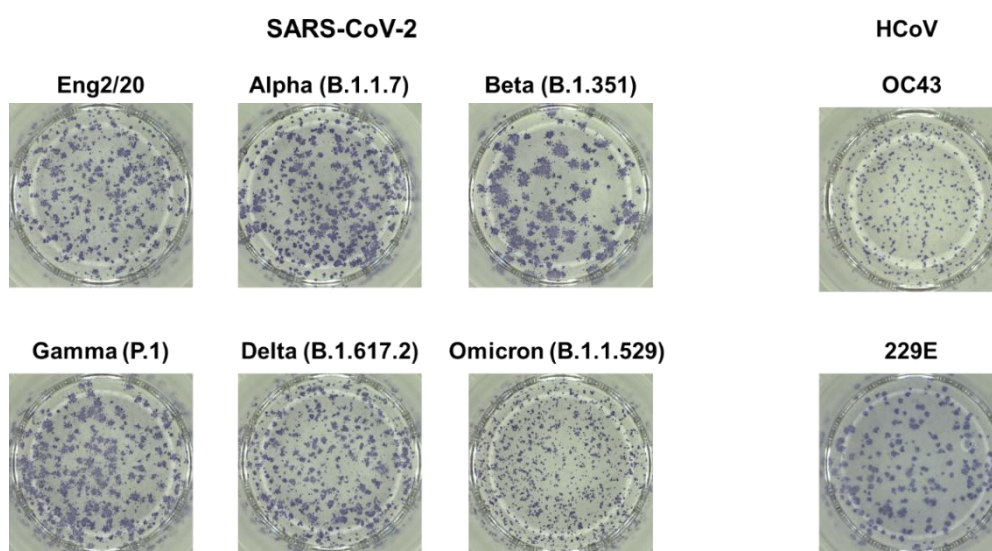 SARS-CoV-2
HCoV
Eng2/20
Alpha (B.1.1.7)
Beta (B.1.351)
OC43
Gamma (P.1)
Delta (B.1.617.2)
Omicron (B.1.1.529)
229E